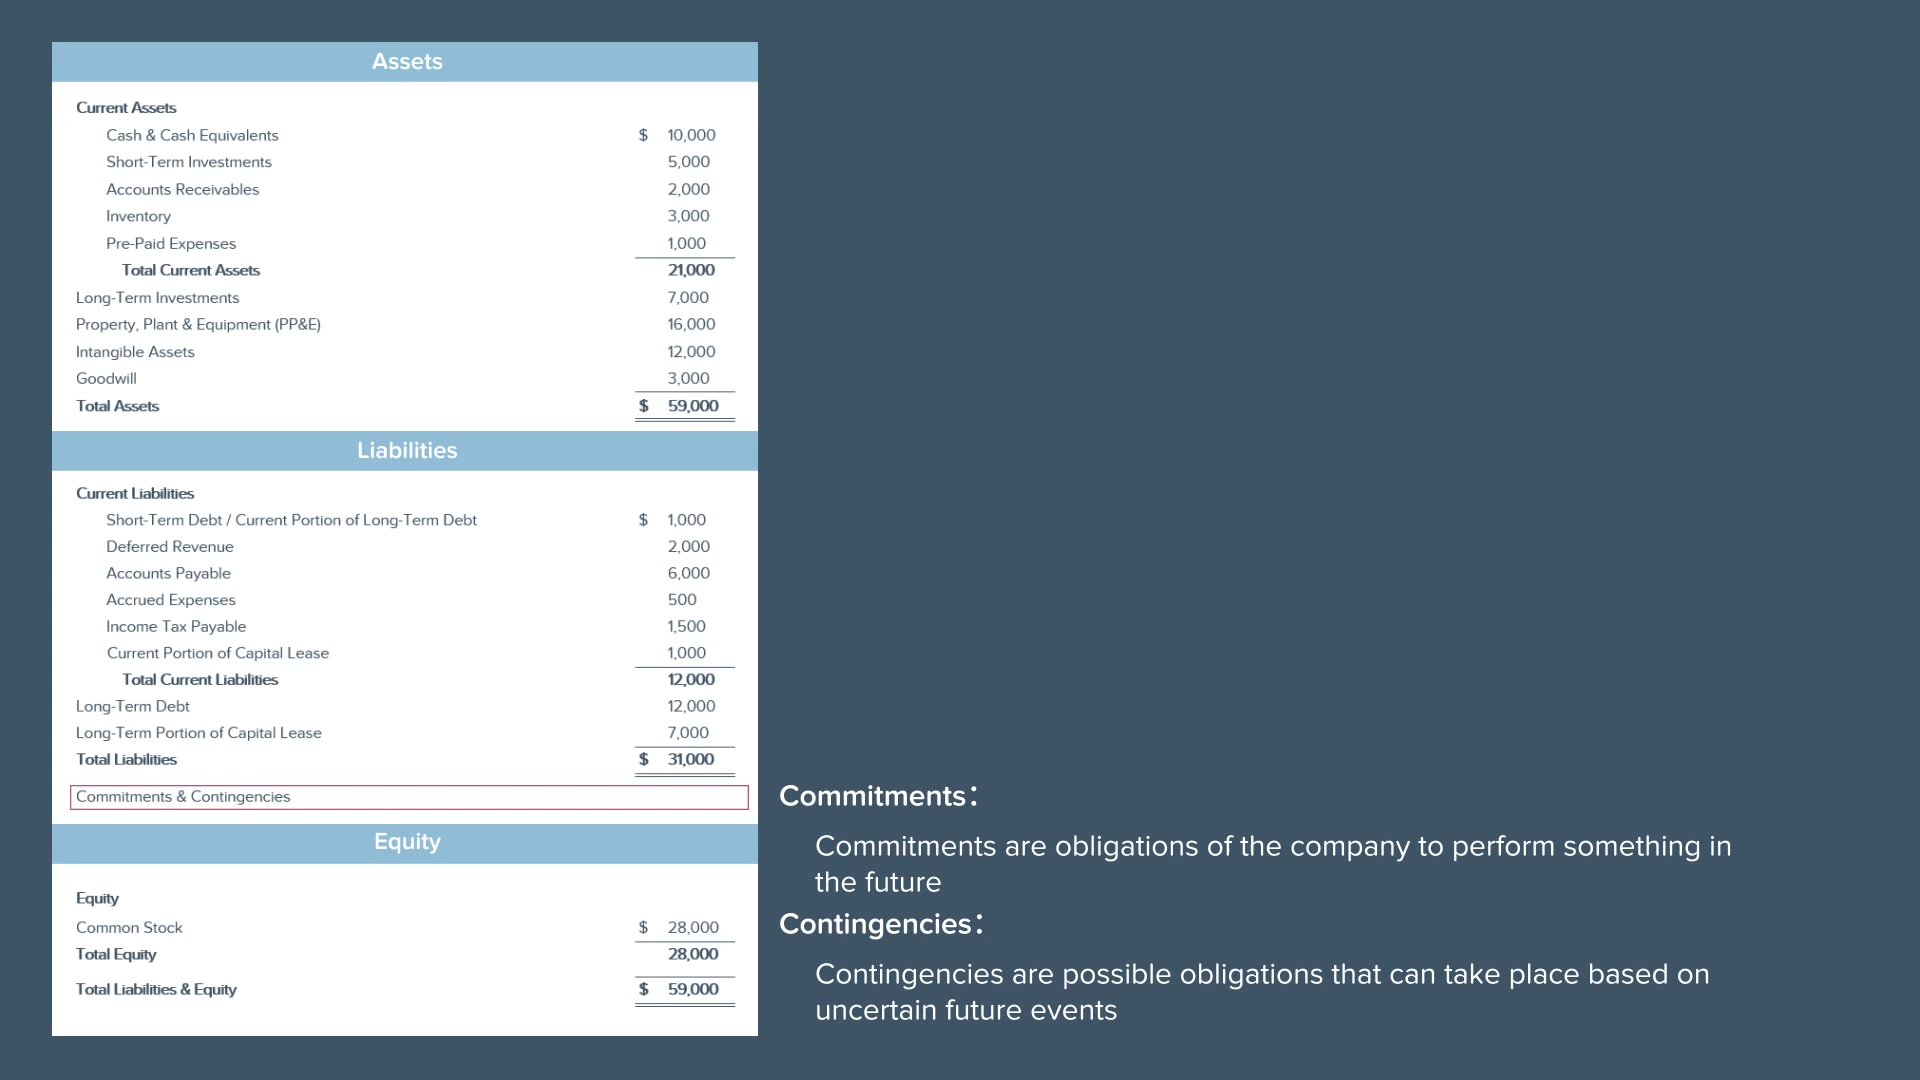 Assets
Current Assets
Cash & Cash Equivalents $ 10,000
Short-Term Investments 5,000
Accounts Receivables 2,000
Inventory 3,000
Pre-Paid Expenses 1,000
Total Current Assets 21,000
Long-Term Investments 7,000
Property, Plant & Equipment (PP&E) 16,000
Intangible Assets 12,000
Goodwill 3,000
Total Assets $ 59,000
Liabilities
Current Liabilities
Short-Term Debt / Current Portion of Long-Term Debt $ 1,000
Deferred Revenue 2,000
Accounts Payable 6,000
Accrued Expenses 500
Income Tax Payable 1,500
Current Portion of Capital Lease 1,000
Total Current Liabilities 12,000
Long-Term Debt 12,000
Long-Term Portion of Capital Lease 7,000
Total Liabilities $ 31,000
Commitments & Contingencies
Equity
Equity
Common Stock $ 28,000
Total Equity 28,000
Total Liabilities & Equity $ 59,000
Commitments:
Commitments are obligations of the company to perform something in
the future
Contingencies:
Contingencies are possible obligations that can take place based on
uncertain future events